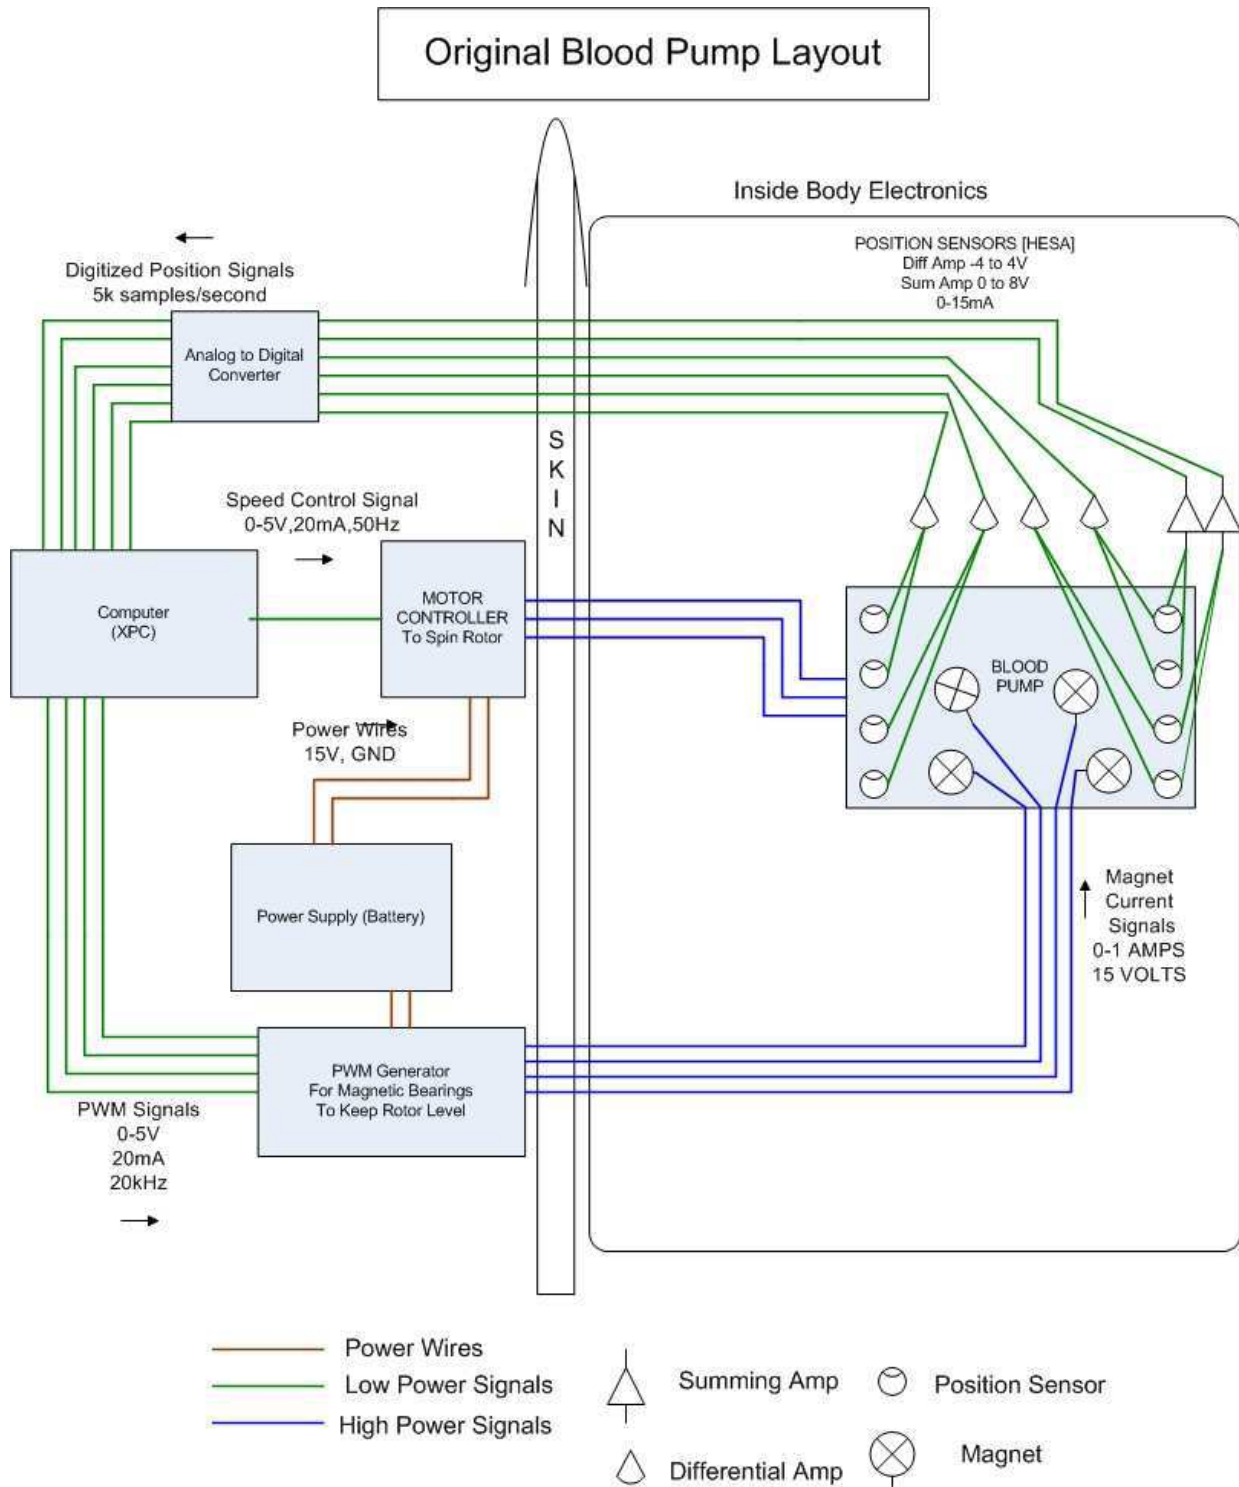 Original Blood Pump Layout
Inside Body Electronics
POSITION SENSORS [HESA]
Diff Amp -4 to 4V
Sum Amp 0 to 8V
0-15mA
Digitized Position Signals
5k samples/second
Analog to Digital
Converter
S
K
I
N
Speed Control Signal
0-5V,20mA,50Hz
Computer
(XPC)
MOTOR
CONTROLLER
To Spin Rotor
BLOOD
PUMP
Power Wires
15V, GND
Power Supply (Battery)
Magnet
Current
Signals
0-1 AMPS
15 VOLTS
PWM Generator
For Magnetic Bearings
To Keep Rotor Level
PWM Signals
0-5V
20mA
20kHz
Power Wires
Low Power Signals
High Power Signals
Summing Amp
Differential Amp
Position Sensor
Magnet